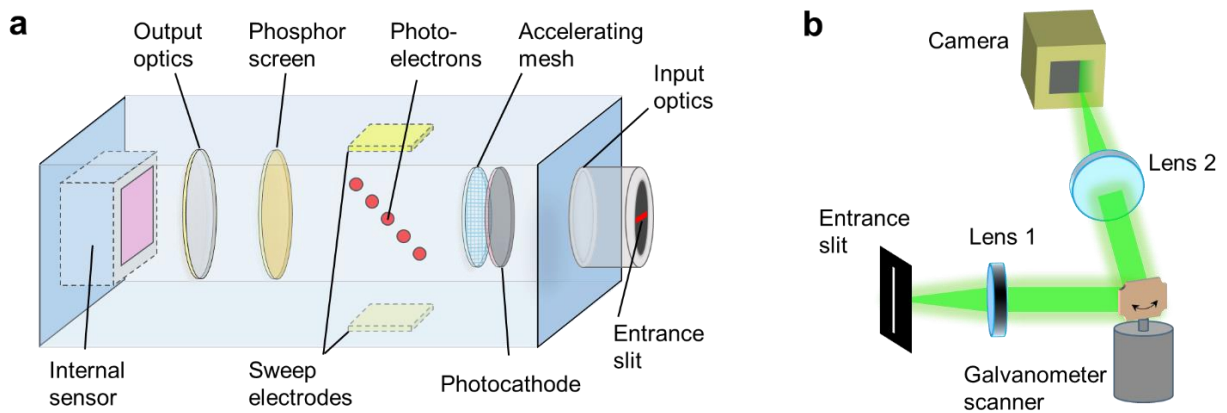 a
Output
optics
Phosphor
screen
Photo-
electrons
Accelerating
mesh
Input
optics
Internal
sensor
Sweep
electrodes
Photocathode
Entrance
slit
b
Camera
Lens 2
Entrance
slit
Lens 1
Galvanometer
scanner